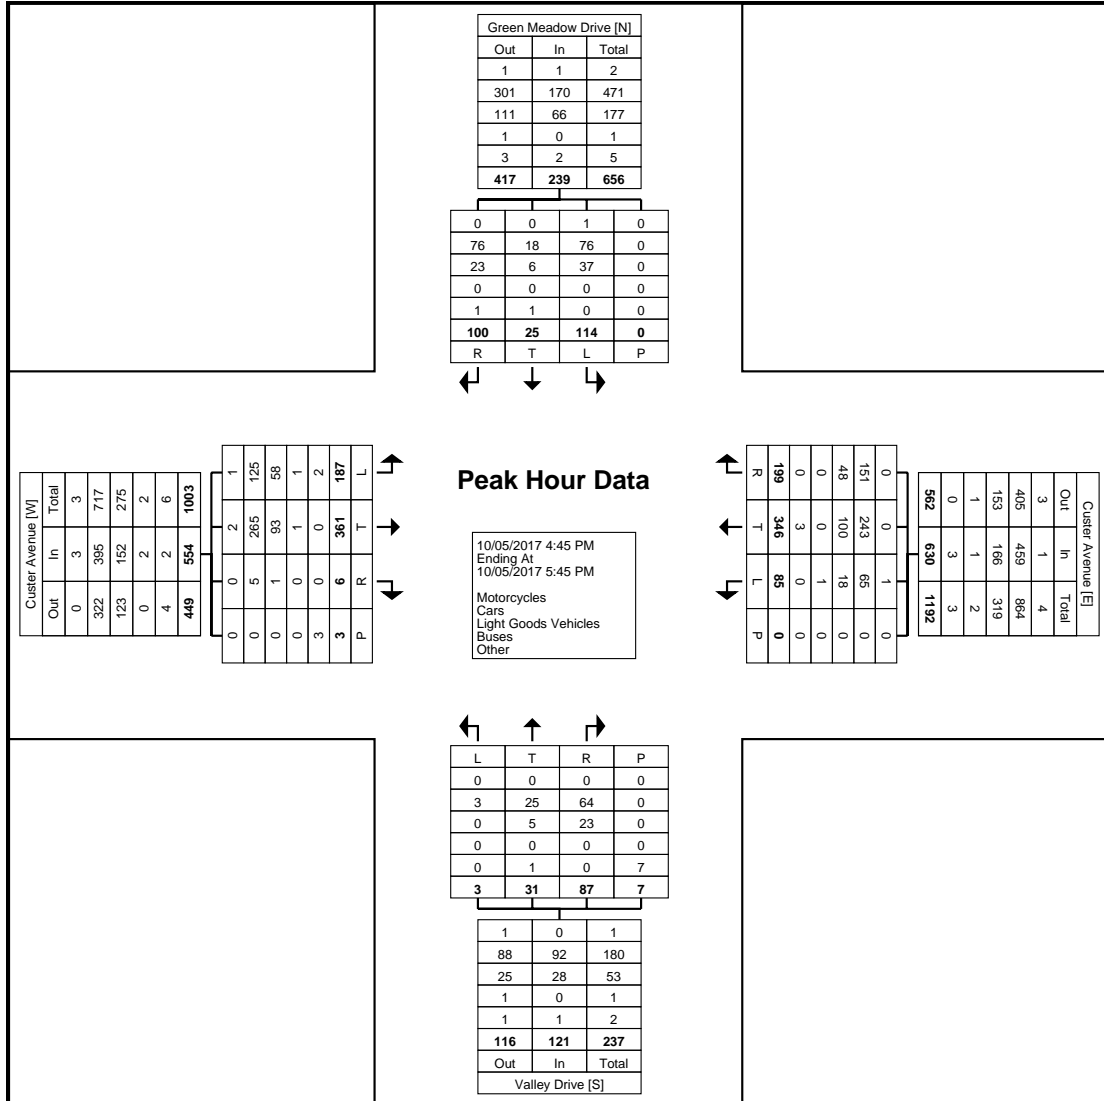 Green Meadow Drive [N]
Out In Total
1 1 2
301 170 471
111 66 177
1 0 1
3 2 5
417 239 656
0 0 1 0
76 18 76 0
23 6 37 0
0 0 0 0
1 1 0 0
100 25 114 0
R T L P
Custer Avenue [W]
Total 3 717 275 2 6 1003
In 3 395 152 2 2 554
Out 0 322 123 0 4 449
1 125 58 1 2 187 L
2 265 93 1 0 361 T
0 5 1 0 0 6 R
0 0 0 0 3 3 P
Peak Hour Data
10/05/2017 4:45 PM
Ending At
10/05/2017 5:45 PM
Motorcycles
Cars
Light Goods Vehicles
Buses
Other
R 199 0 0 48 151 0
T 346 3 0 100 243 0
L 85 0 1 18 65 1
P 0 0 0 0 0 0
562 0 1 153 405 3 Out
630 3 1 166 459 1 In
1192 3 2 319 864 4 Total
Custer Avenue [E]
L T R P
0 0 0 0
3 25 64 0
0 5 23 0
0 0 0 0
0 1 0 7
3 31 87 7
1 0 1
88 92 180
25 28 53
1 0 1
1 1 2
116 121 237
Out In Total
Valley Drive [S]